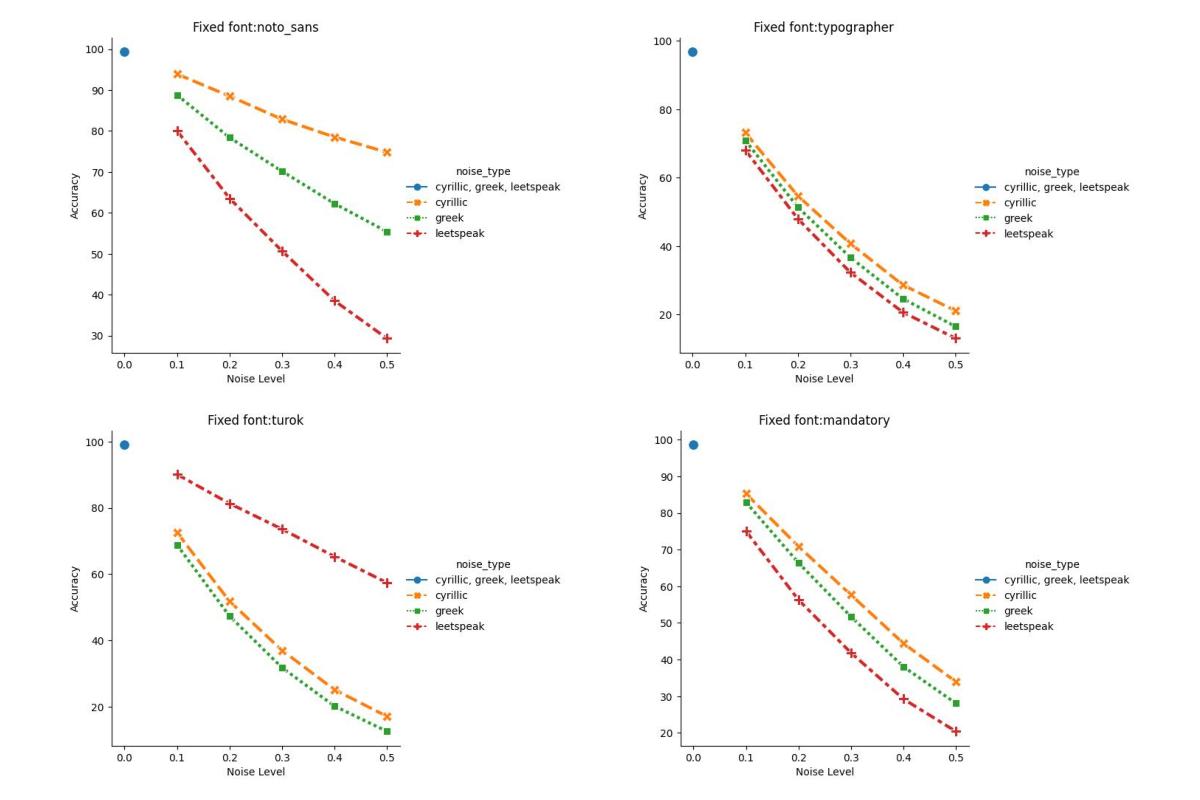 Fixed font:noto_sans
100
90
80
70
60
50
40
30
Accuracy
0.0 0.1 0.2 0.3 0.4 0.5
Noise Level
noise_type
cyrillic, greek, leetspeak
cyrillic
greek
leetspeak
Fixed font:typographer
100
80
60
40
20
Accuracy
0.0 0.1 0.2 0.3 0.4 0.5
Noise Level
noise_type
cyrillic, greek, leetspeak
cyrillic
greek
leetspeak
Fixed font:turok
100
80
60
40
20
Accuracy
0.0 0.1 0.2 0.3 0.4 0.5
Noise Level
noise_type
cyrillic, greek, leetspeak
cyrillic
greek
leetspeak
Fixed font:mandatory
100
90
80
70
60
50
40
30
20
Accuracy
0.0 0.1 0.2 0.3 0.4 0.5
Noise Level
noise_type
cyrillic, greek, leetspeak
cyrillic
greek
leetspeak